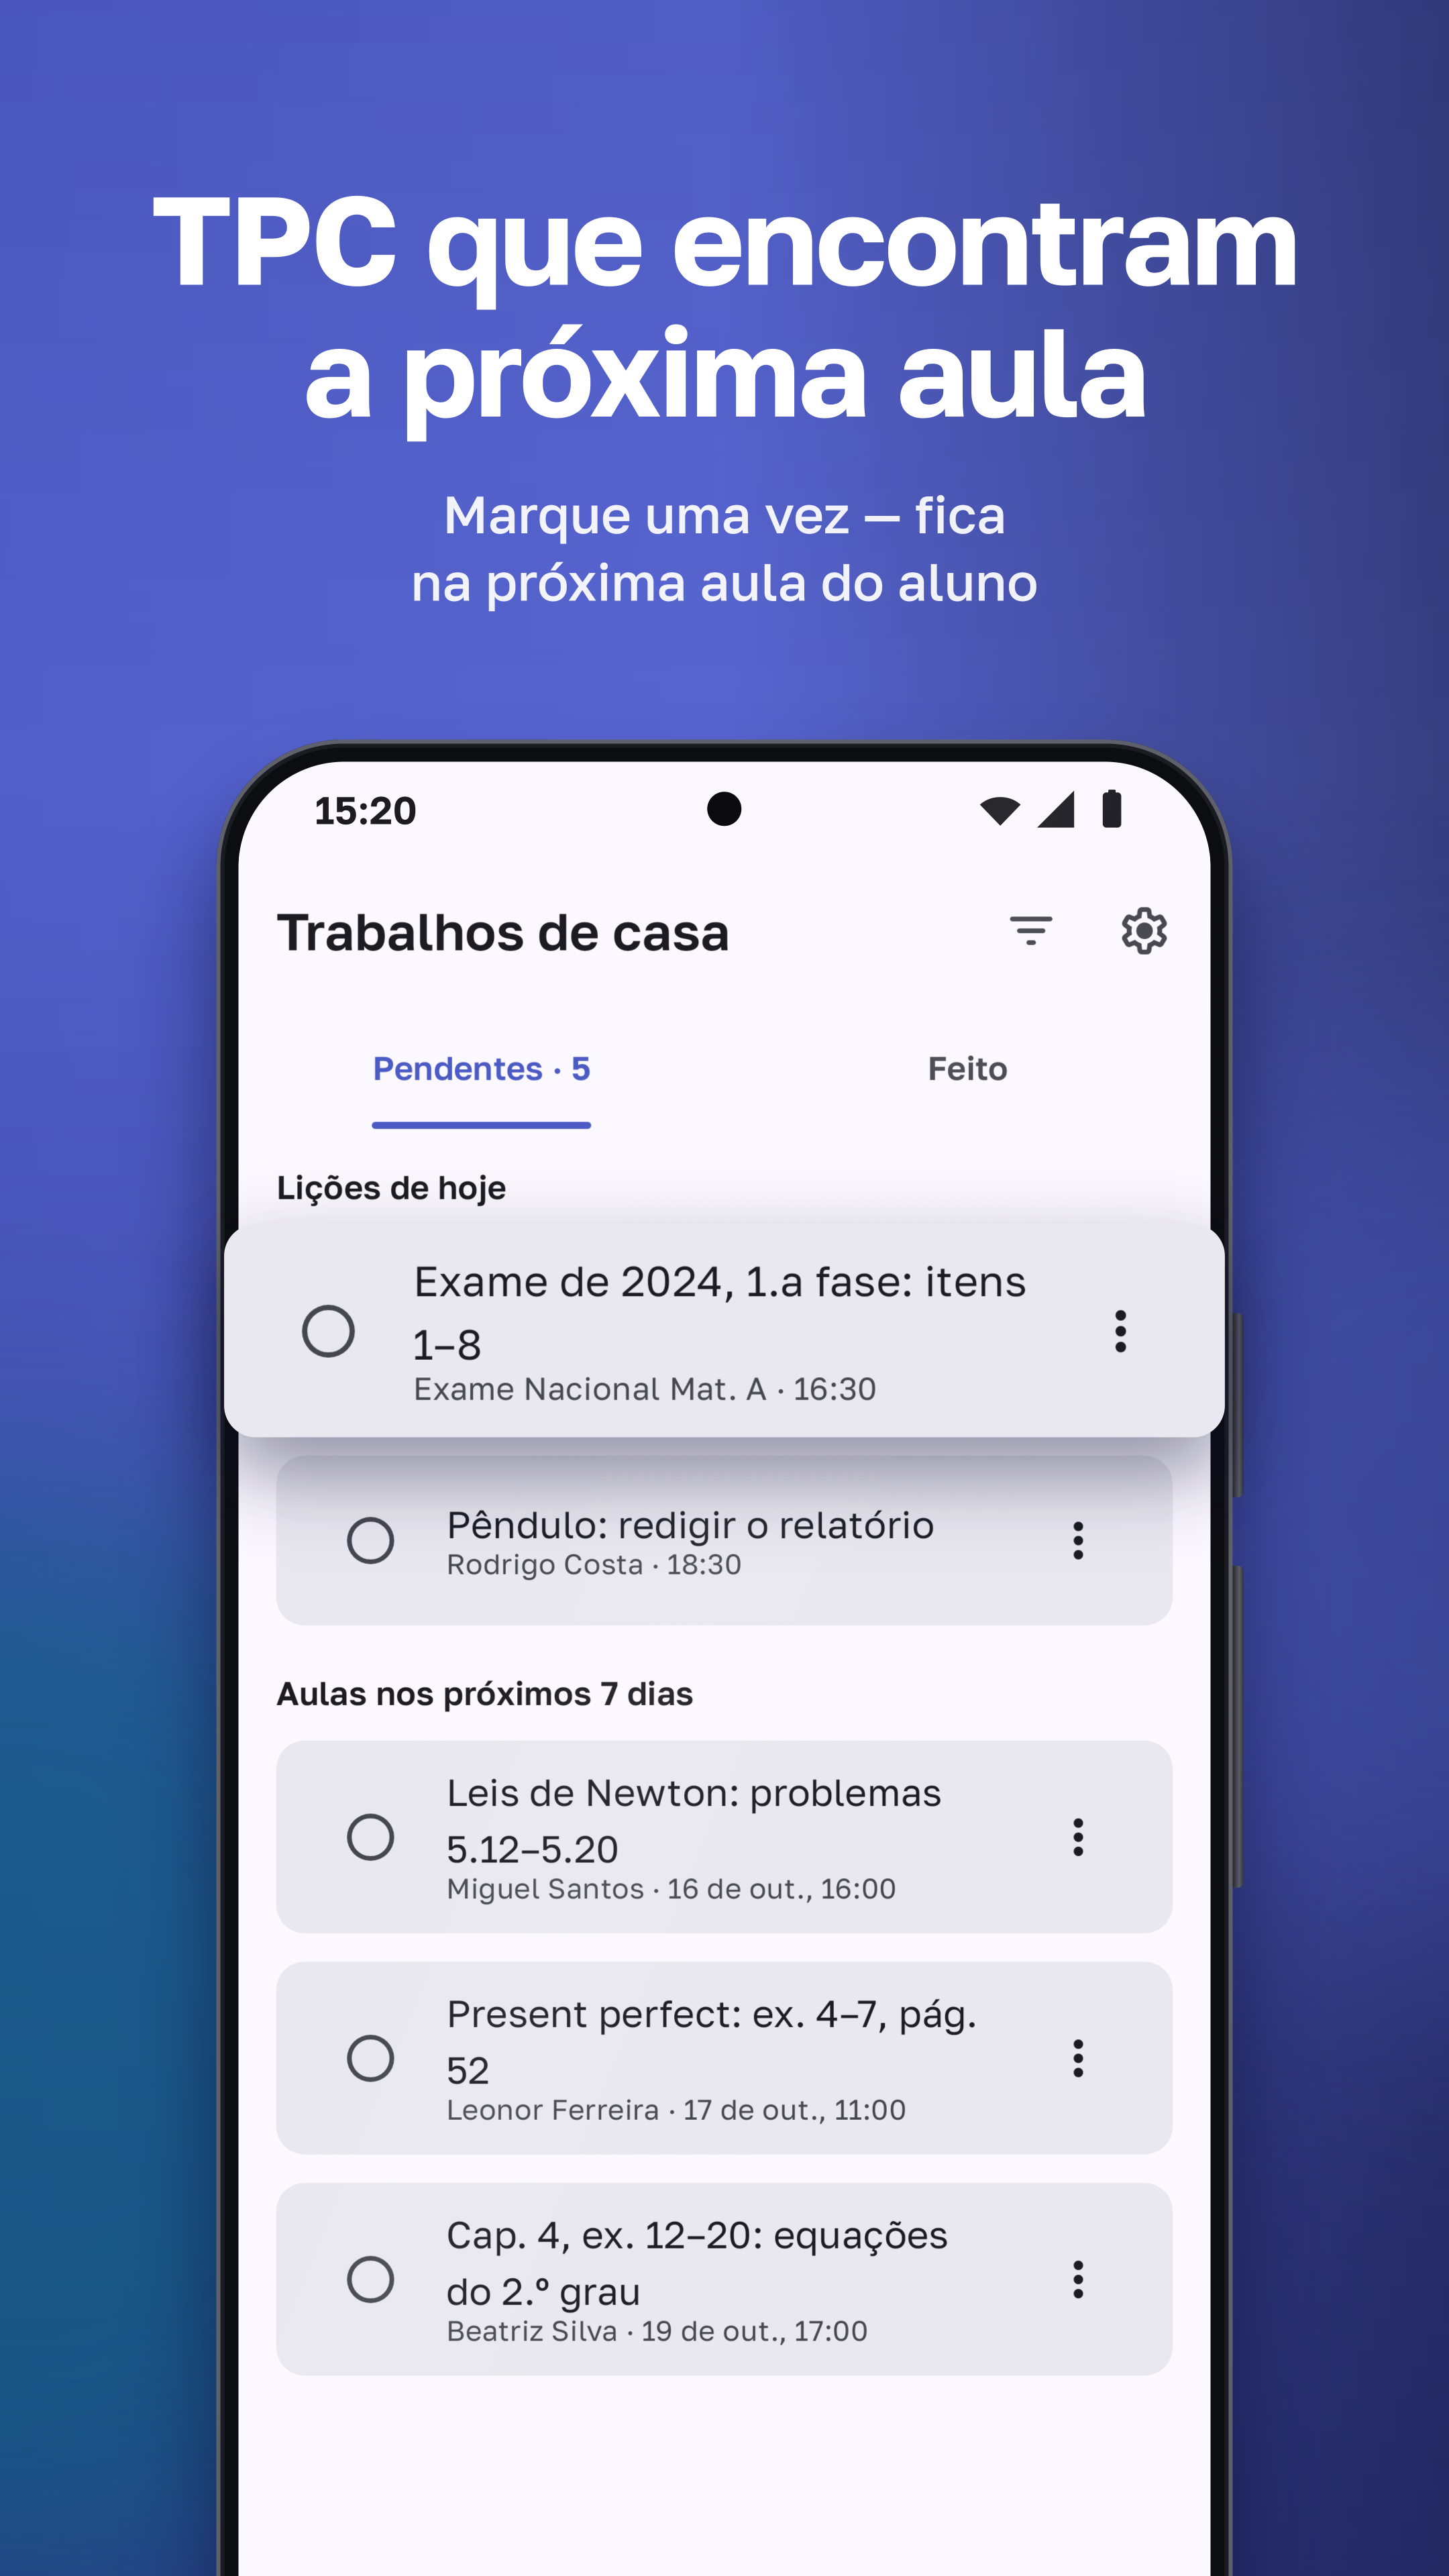 TPC que encontram
a próxima aula
Marque uma vez — fica
na próxima aula do aluno
15:20
Trabalhos de casa
Pendentes · 5
Feito
Lições de hoje
Exame de 2024, 1.a fase: itens
1–8
Exame Nacional Mat. A · 16:30
Pêndulo: redigir o relatório
Rodrigo Costa · 18:30
Aulas nos próximos 7 dias
Leis de Newton: problemas
5.12–5.20
Miguel Santos · 16 de out., 16:00
Present perfect: ex. 4–7, pág.
52
Leonor Ferreira · 17 de out., 11:00
Cap. 4, ex. 12–20: equações
do 2.º grau
Beatriz Silva · 19 de out., 17:00